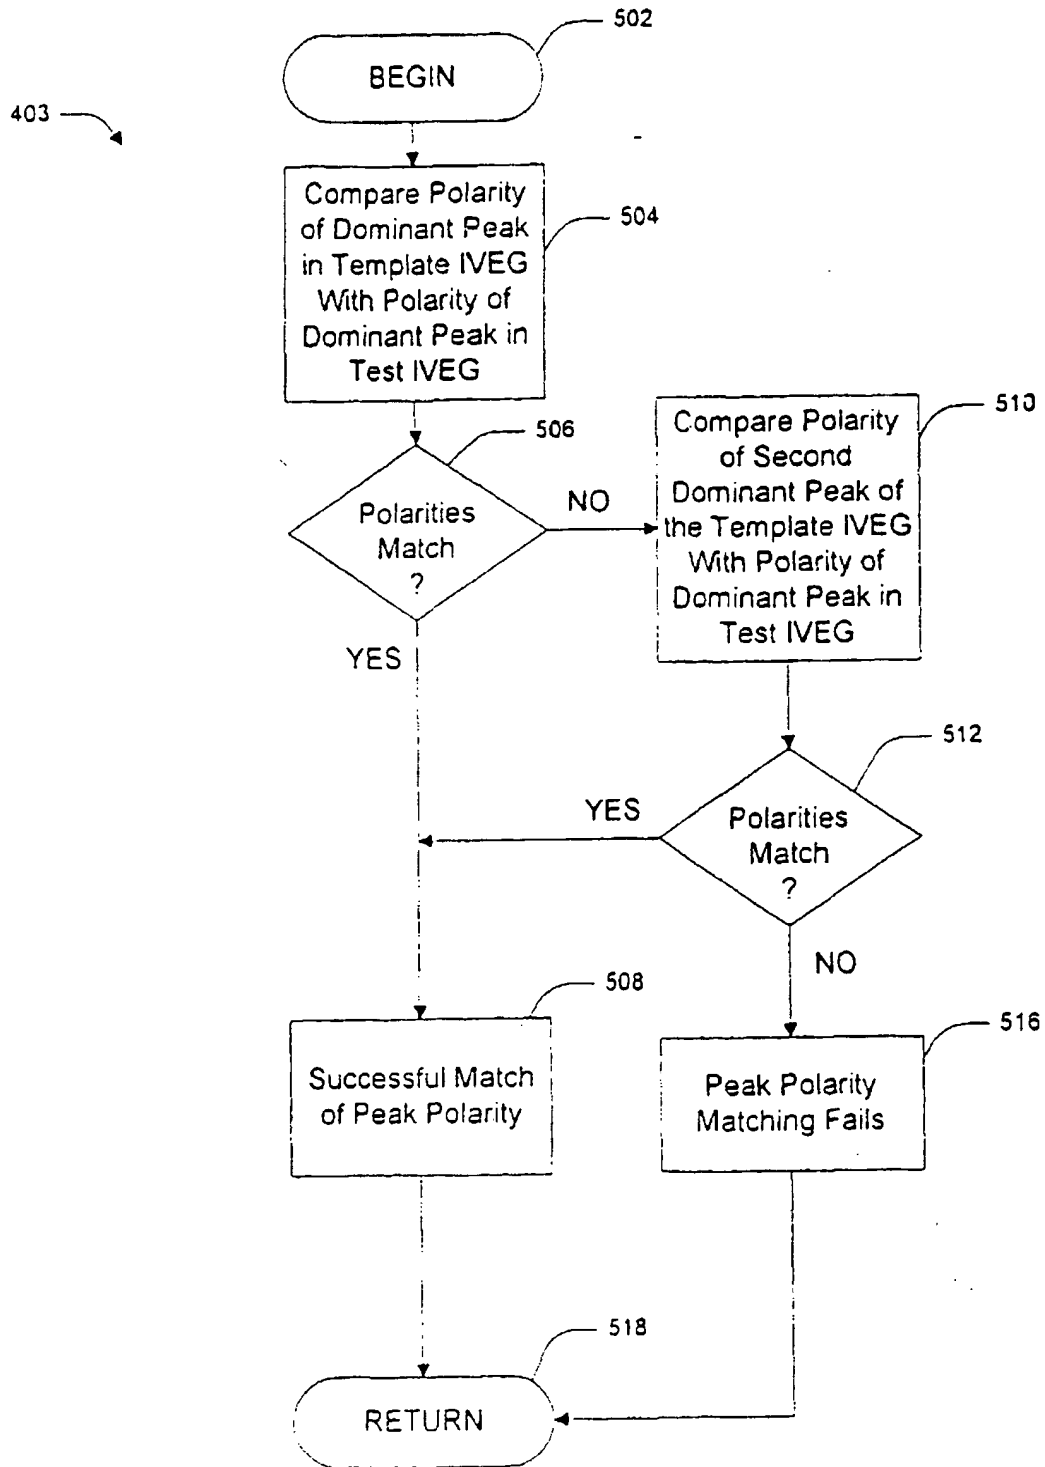 502
BEGIN
403
Compare Polarity
of Dominant Peak
in Template IVEG
With Polarity of
Dominant Peak in
Test IVEG
504
506
Polarities
Match
?
NO
YES
510
Compare Polarity
of Second
Dominant Peak of
the Template IVEG
With Polarity of
Dominant Peak in
Test IVEG
512
Polarities
Match
?
YES
NO
508
Successful Match
of Peak Polarity
516
Peak Polarity
Matching Fails
518
RETURN